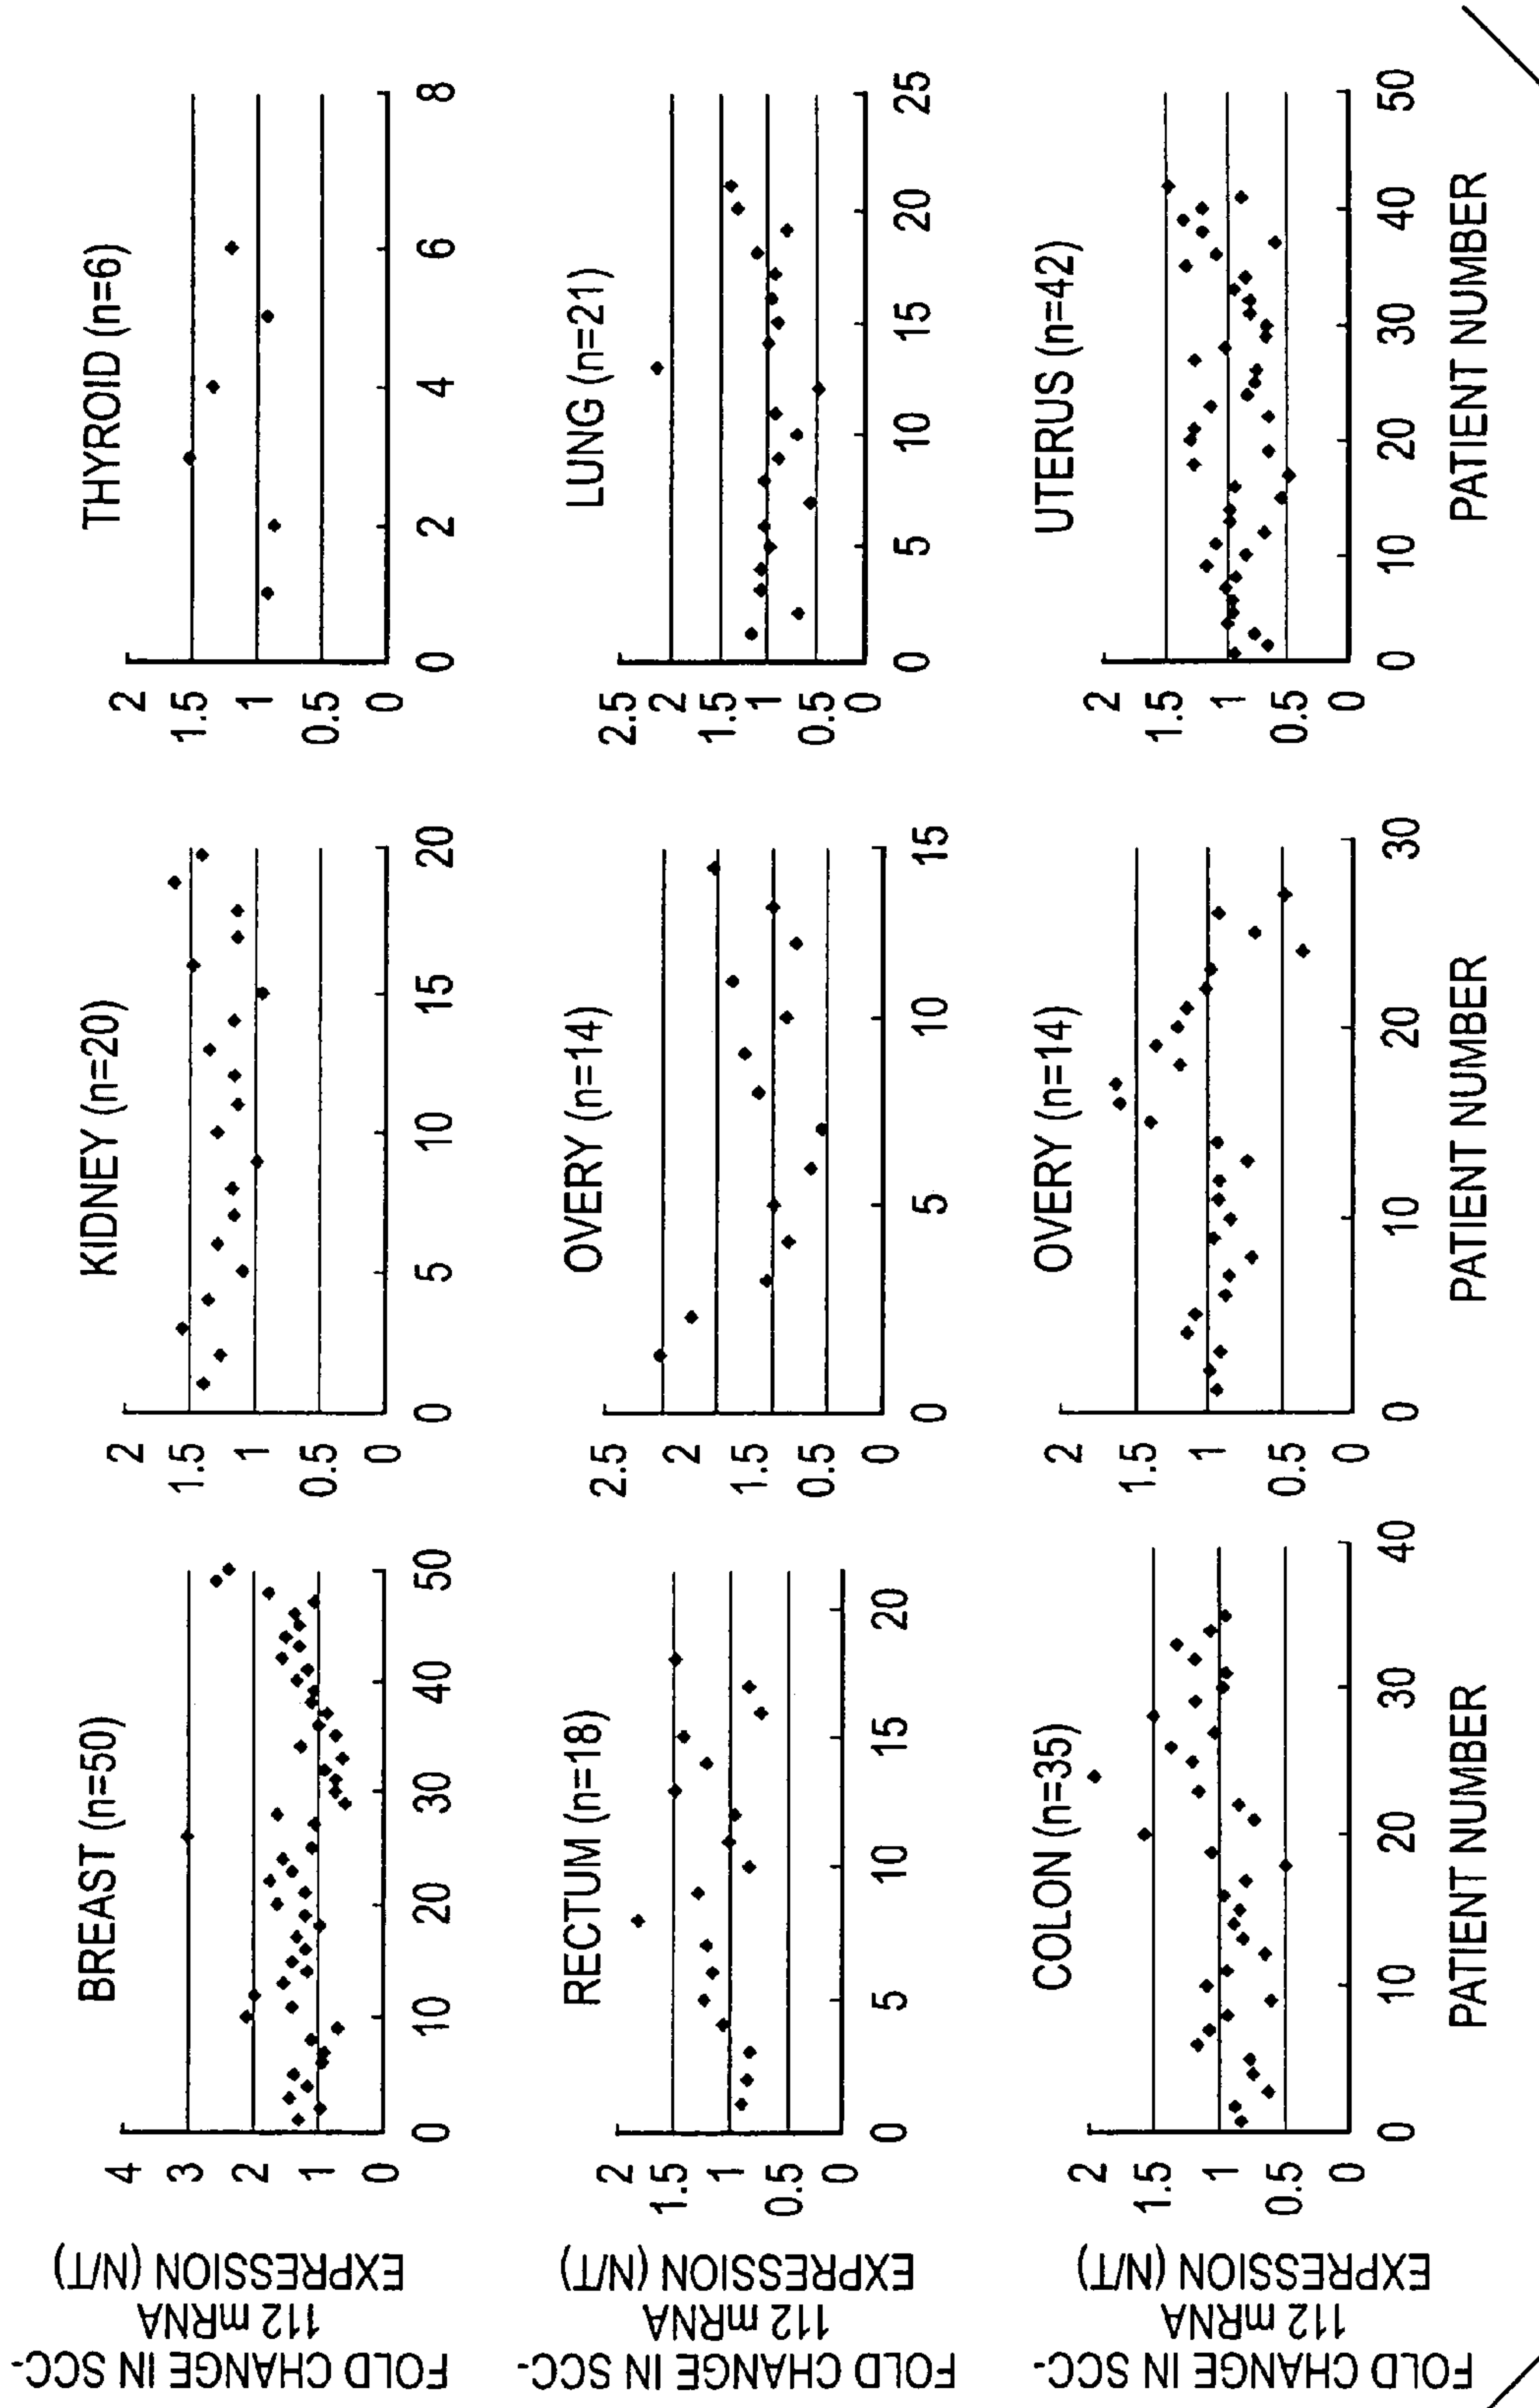 BREAST (n=50)
FOLD CHANGE IN SCC-
112 mRNA
EXPRESSION (N/T)
4
3
2
1
0
0 10 20 30 40 50
KIDNEY (n=20)
2
1.5
1
0.5
0
0 5 10 15 20
THYROID (n=6)
2
1.5
1
0.5
0
0 2 4 6 8
RECTUM (n=18)
FOLD CHANGE IN SCC-
112 mRNA
EXPRESSION (N/T)
2
1.5
1
0.5
0
0 5 10 15 20
OVERY (n=14)
2.5
2
1.5
0.5
0
0 5 10 15
LUNG (n=21)
2.5
2
1.5
1
0.5
0
0 5 10 15 20 25
COLON (n=35)
FOLD CHANGE IN SCC-
112 mRNA
EXPRESSION (N/T)
2
1.5
1
0.5
0
0 10 20 30 40
PATIENT NUMBER
OVERY (n=14)
2
1.5
1
0.5
0
0 10 20 30
PATIENT NUMBER
UTERUS (n=42)
2
1.5
1
0.5
0
0 10 20 30 40 50
PATIENT NUMBER